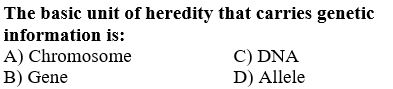 The basic unit of heredity that carries genetic
information is:
A) Chromosome C) DNA
B) Gene D) Allele